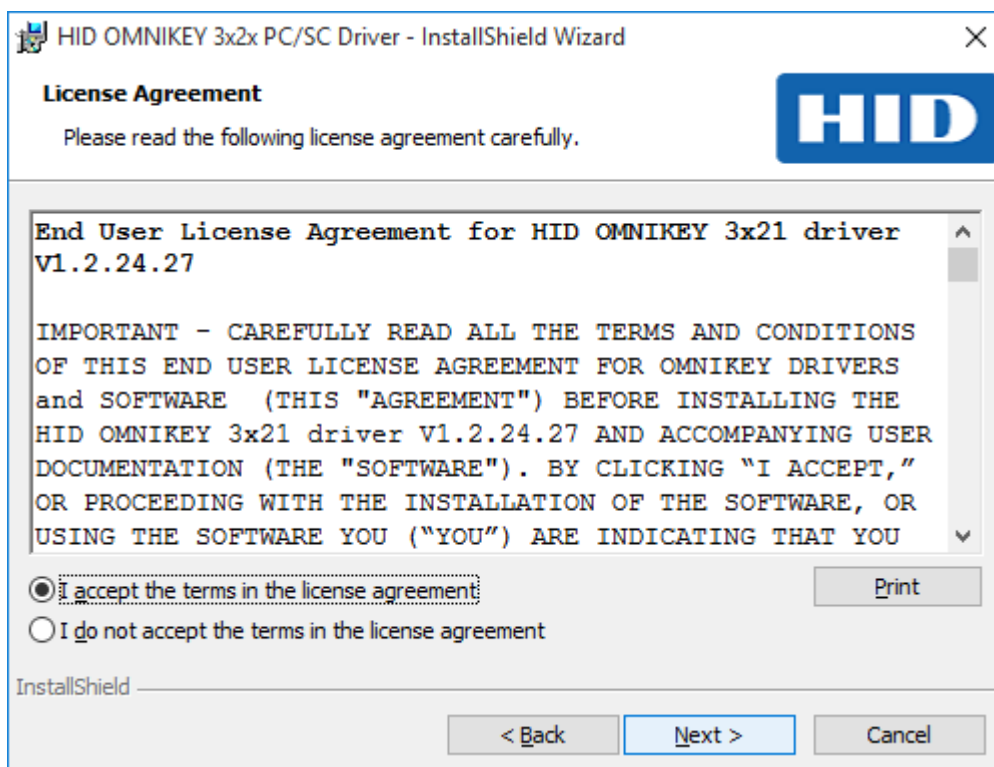 HID OMNIKEY 3x2x PC/SC Driver - InstallShield Wizard
License Agreement
Please read the following license agreement carefully.
HID
End User License Agreement for HID OMNIKEY 3x21 driver
V1.2.24.27
IMPORTANT - CAREFULLY READ ALL THE TERMS AND CONDITIONS
OF THIS END USER LICENSE AGREEMENT FOR OMNIKEY DRIVERS
and SOFTWARE  (THIS "AGREEMENT") BEFORE INSTALLING THE
HID OMNIKEY 3x21 driver V1.2.24.27 AND ACCOMPANYING USER
DOCUMENTATION (THE "SOFTWARE"). BY CLICKING “I ACCEPT,”
OR PROCEEDING WITH THE INSTALLATION OF THE SOFTWARE, OR
USING THE SOFTWARE YOU (“YOU”) ARE INDICATING THAT YOU
I accept the terms in the license agreement
Print
I do not accept the terms in the license agreement
InstallShield
< Back
Next >
Cancel